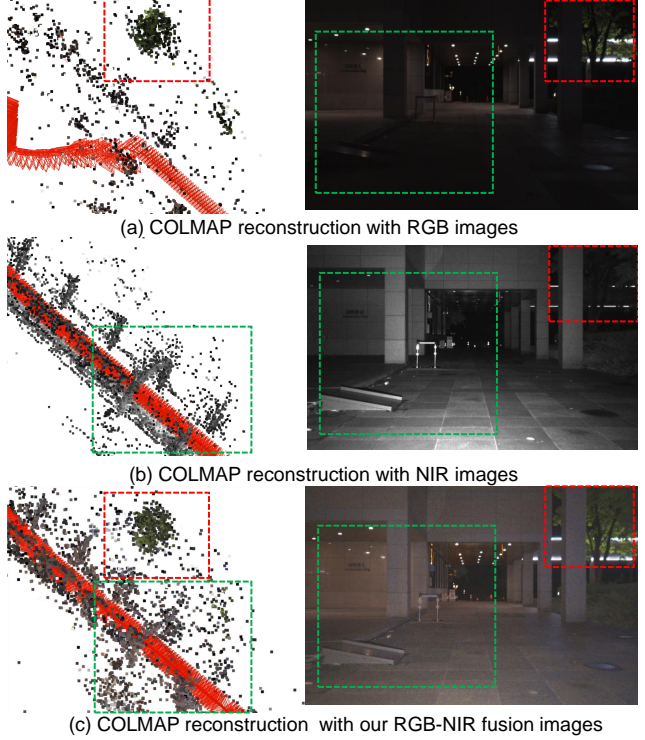 (a) COLMAP reconstruction with RGB images
(b) COLMAP reconstruction with NIR images
(c) COLMAP reconstruction with our RGB-NIR fusion images